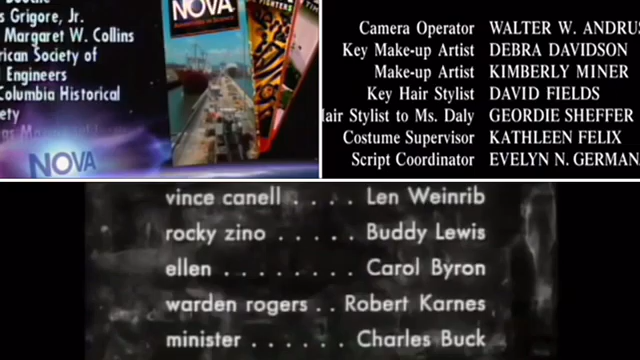 s Grigore, Jr.
Margaret W. Collins
rican Society of
l Engineers
Columbia Historical
ety
NOVA
NOVA
FIGHTERS
Camera Operator WALTER W. ANDRUS
Key Make-up Artist DEBRA DAVIDSON
Make-up Artist KIMBERLY MINER
Key Hair Stylist DAVID FIELDS
Hair Stylist to Ms. Daly GEORDIE SHEFFER
Costume Supervisor KATHLEEN FELIX
Script Coordinator EVELYN N. GERMAN
vince canell . . . . Len Weinrib
rocky zino . . . . . Buddy Lewis
ellen . . . . . . . . Carol Byron
warden rogers . . Robert Karnes
minister . . . . . . Charles Buck